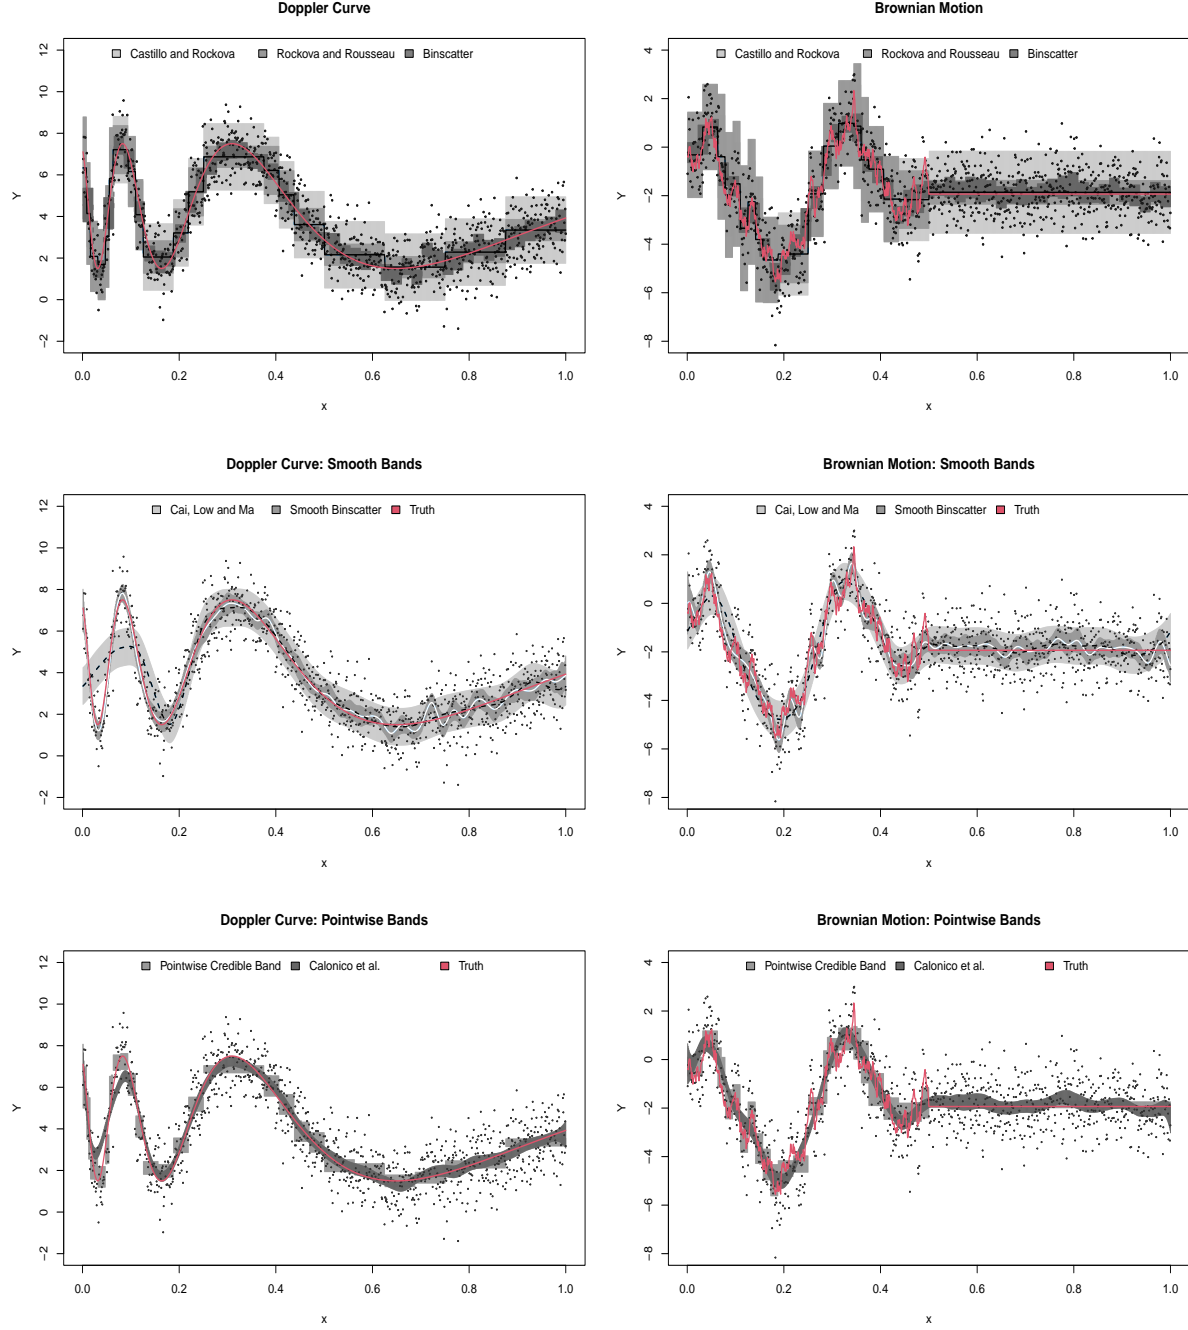 Doppler Curve
Castillo and Rockova Rockova and Rousseau Binscatter
12
10
8
6
4
2
0
−2
Y
0.0 0.2 0.4 0.6 0.8 1.0
x
Brownian Motion
Castillo and Rockova Rockova and Rousseau Binscatter
4
2
0
−2
−4
−6
−8
Y
0.0 0.2 0.4 0.6 0.8 1.0
x
Doppler Curve: Smooth Bands
Cai, Low and Ma Smooth Binscatter Truth
12
10
8
6
4
2
0
−2
Y
0.0 0.2 0.4 0.6 0.8 1.0
x
Brownian Motion: Smooth Bands
Cai, Low and Ma Smooth Binscatter Truth
4
2
0
−2
−4
−6
−8
Y
0.0 0.2 0.4 0.6 0.8 1.0
x
Doppler Curve: Pointwise Bands
Pointwise Credible Band Calonico et al. Truth
12
10
8
6
4
2
0
−2
Y
0.0 0.2 0.4 0.6 0.8 1.0
x
Brownian Motion: Pointwise Bands
Pointwise Credible Band Calonico et al. Truth
4
2
0
−2
−4
−6
−8
Y
0.0 0.2 0.4 0.6 0.8 1.0
x